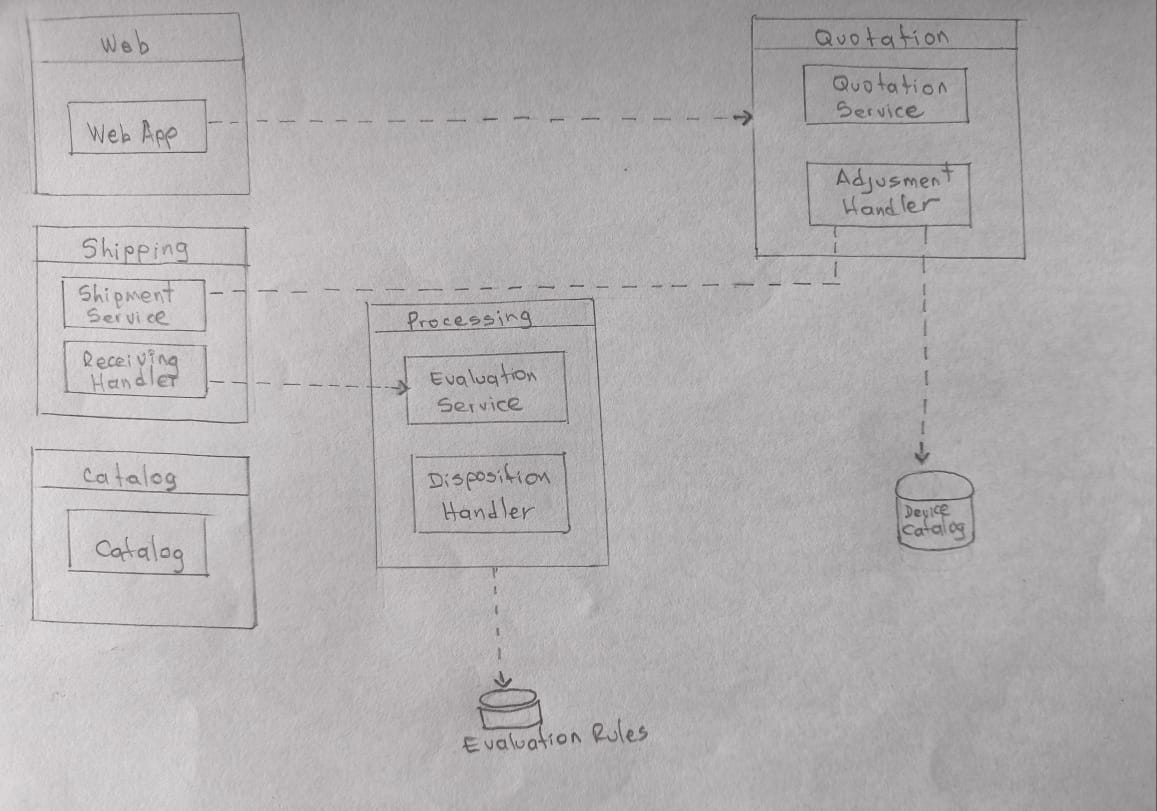 Web
Web App
Quotation
Quotation
Service
Adjusment
Handler
Shipping
Shipment
Service
Receiving
Handler
Processing
Evaluation
Service
Disposition
Handler
Catalog
Catalog
Device
Catalog
Evaluation Rules